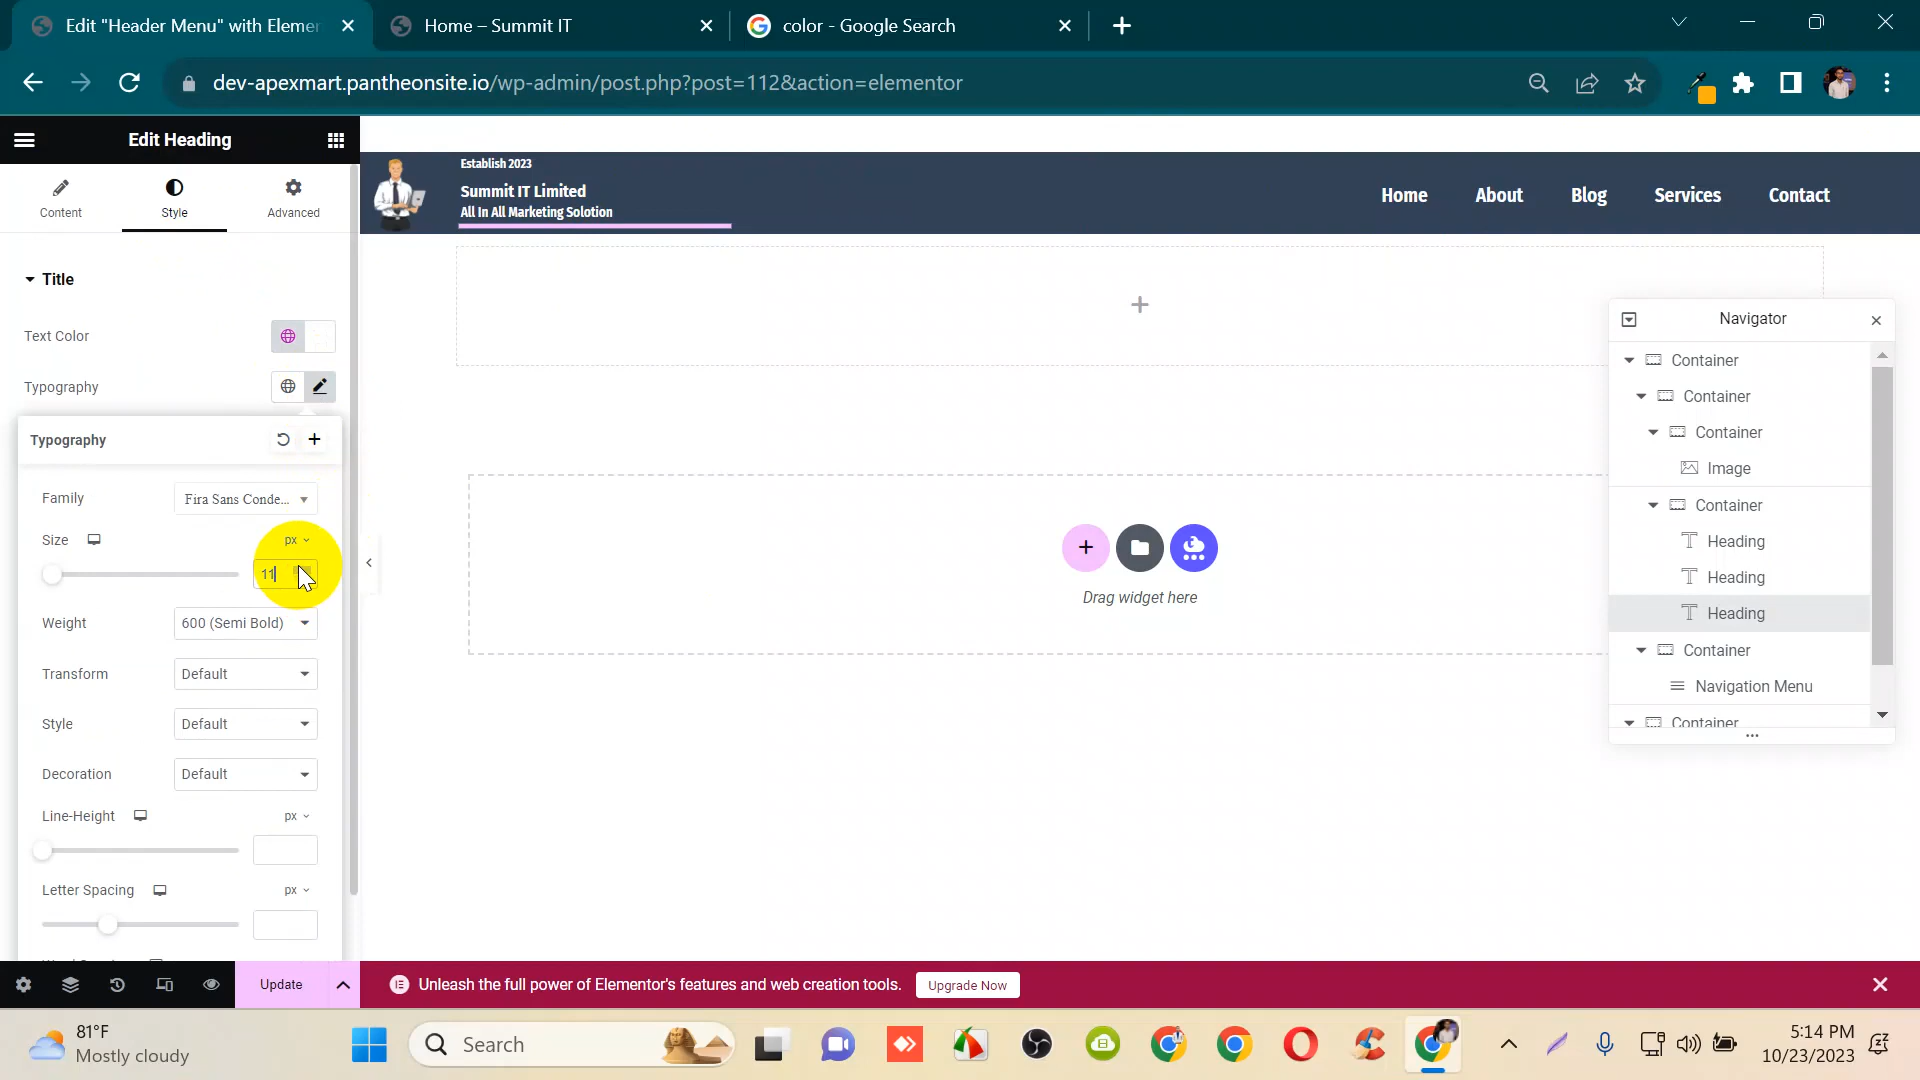 Edit "Header Menu" with Elemen
Home – Summit IT
color - Google Search
dev-apexmart.pantheonsite.io/wp-admin/post.php?post=112&action=elementor
Edit Heading
Content
Style
Advanced
Title
Text Color
Typography
Typography
Family
Fira Sans Conde...
Size
px
11
Weight
600 (Semi Bold)
Transform
Default
Style
Default
Decoration
Default
Line-Height
px
Letter Spacing
px
Update
Establish 2023
Summit IT Limited
All In All Marketing Solotion
Home
About
Blog
Services
Contact
Drag widget here
Navigator
Container
Container
Container
Image
Container
Heading
Heading
Heading
Container
Navigation Menu
Container
Unleash the full power of Elementor's features and web creation tools.
Upgrade Now
81°F
Mostly cloudy
Search
5:14 PM
10/23/2023